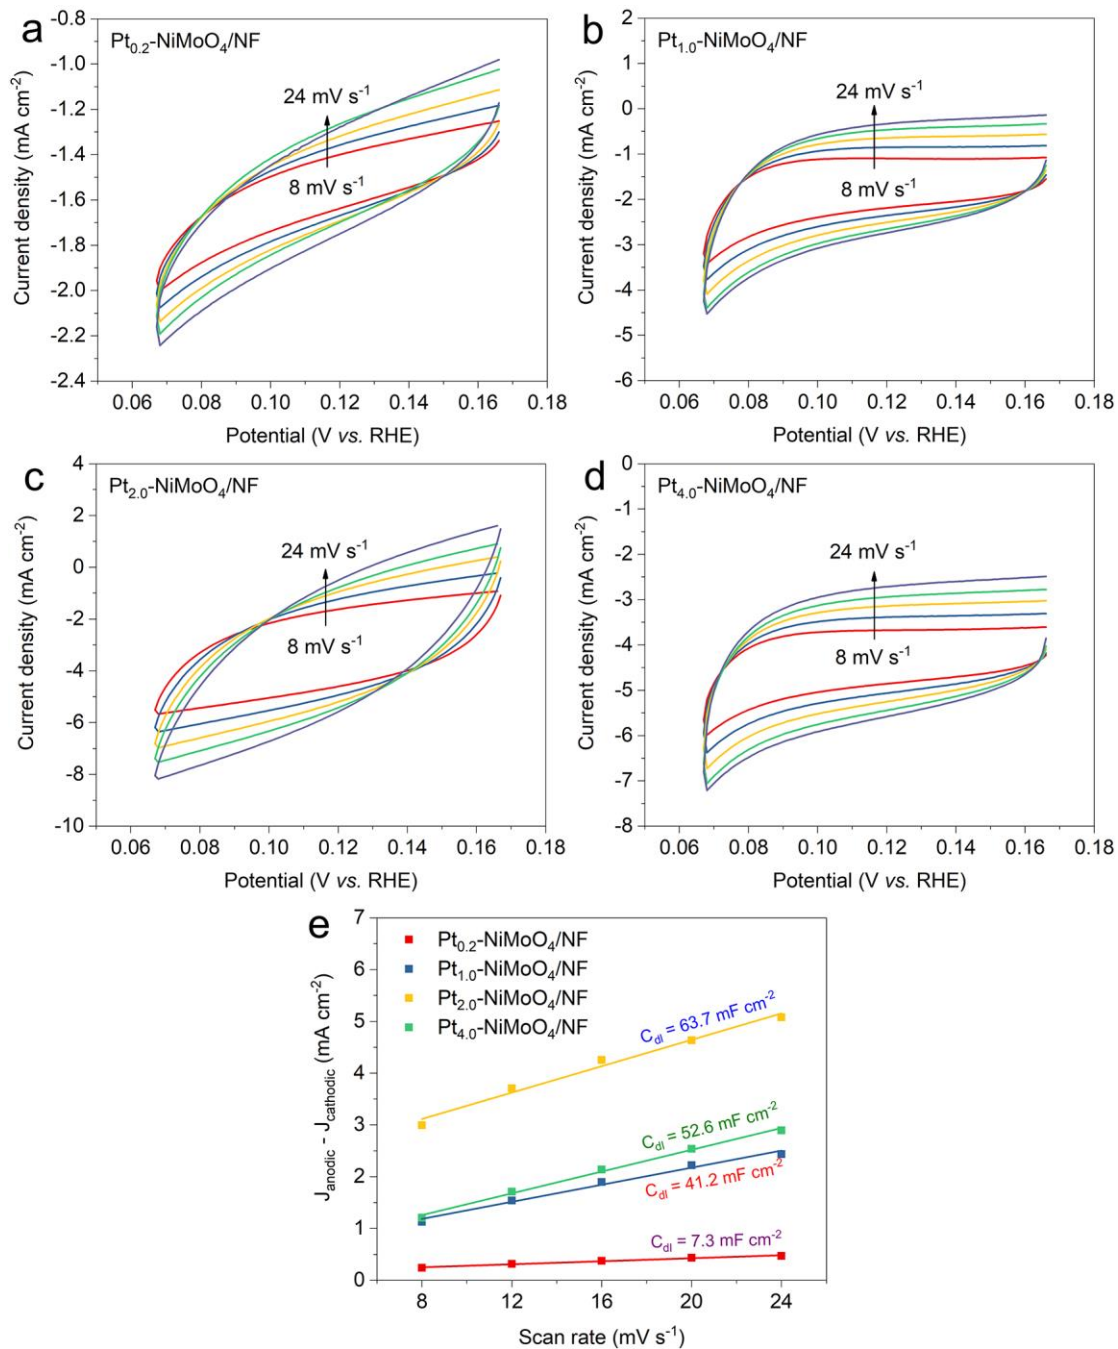 a
Pt0.2-NiMoO4/NF
24 mV s-1
8 mV s-1
-0.8
-1.0
-1.2
-1.4
-1.6
-1.8
-2.0
-2.2
-2.4
Current density (mA cm-2)
0.06 0.08 0.10 0.12 0.14 0.16 0.18
Potential (V vs. RHE)
b
Pt1.0-NiMoO4/NF
24 mV s-1
8 mV s-1
2
1
0
-1
-2
-3
-4
-5
-6
Current density (mA cm-2)
0.06 0.08 0.10 0.12 0.14 0.16 0.18
Potential (V vs. RHE)
c
Pt2.0-NiMoO4/NF
24 mV s-1
8 mV s-1
4
2
0
-2
-4
-6
-8
-10
Current density (mA cm-2)
0.06 0.08 0.10 0.12 0.14 0.16 0.18
Potential (V vs. RHE)
d
Pt4.0-NiMoO4/NF
24 mV s-1
8 mV s-1
0
-1
-2
-3
-4
-5
-6
-7
-8
Current density (mA cm-2)
0.06 0.08 0.10 0.12 0.14 0.16 0.18
Potential (V vs. RHE)
e
Pt0.2-NiMoO4/NF
Pt1.0-NiMoO4/NF
Pt2.0-NiMoO4/NF
Pt4.0-NiMoO4/NF
Cdl = 63.7 mF cm-2
Cdl = 52.6 mF cm-2
Cdl = 41.2 mF cm-2
Cdl = 7.3 mF cm-2
7
6
5
4
3
2
1
0
Janodic - Jcathodic (mA cm-2)
8 12 16 20 24
Scan rate (mV s-1)